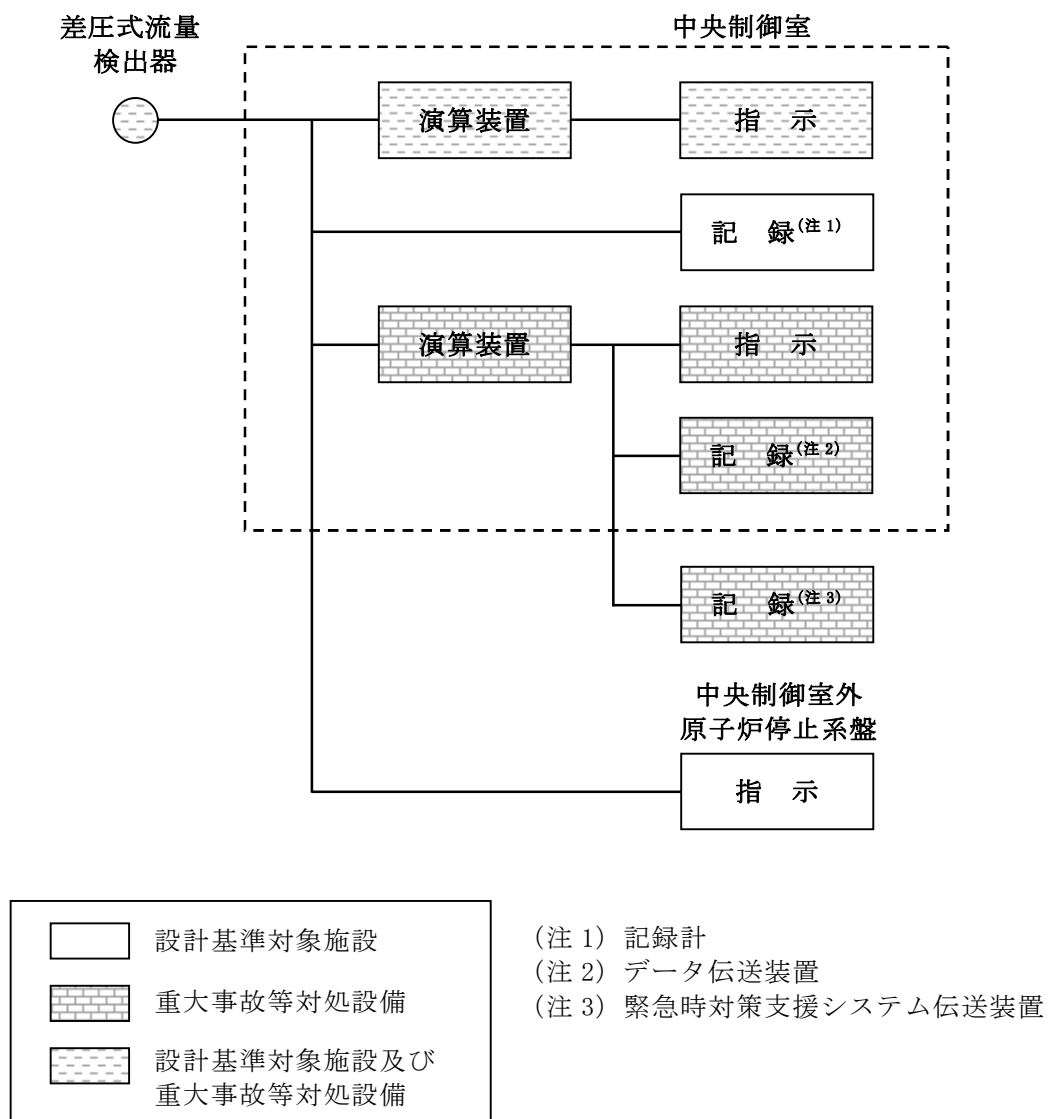 差圧式流量
検出器
中央制御室
演算装置
指 示
記 録(注1)
演算装置
指 示
記 録(注2)
記 録(注3)
中央制御室外
原子炉停止系盤
指 示
設計基準対象施設
重大事故等対処設備
設計基準対象施設及び
重大事故等対処設備
(注1) 記録計
(注2) データ伝送装置
(注3) 緊急時対策支援システム伝送装置